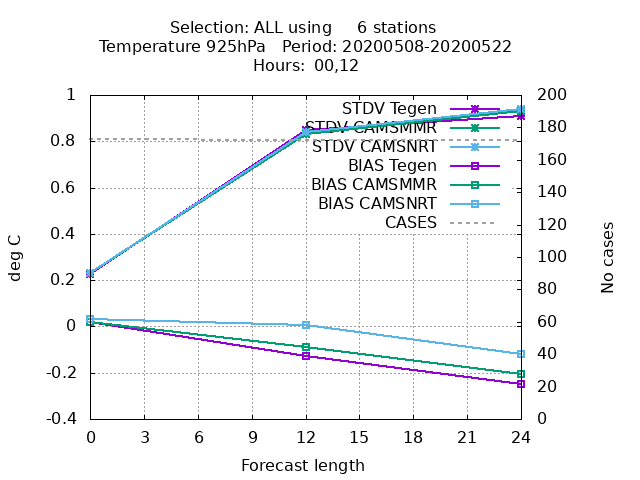 Selection: ALL using     6 stations
Temperature 925hPa   Period: 20200508-20200522
Hours:  00,12
1
0.8
0.6
0.4
0.2
0
-0.2
-0.4
deg C
200
180
160
140
120
100
80
60
40
20
0
No cases
STDV Tegen
STDV CAMSMMR
STDV CAMSNRT
BIAS Tegen
BIAS CAMSMMR
BIAS CAMSNRT
CASES
0 3 6 9 12 15 18 21 24
Forecast length